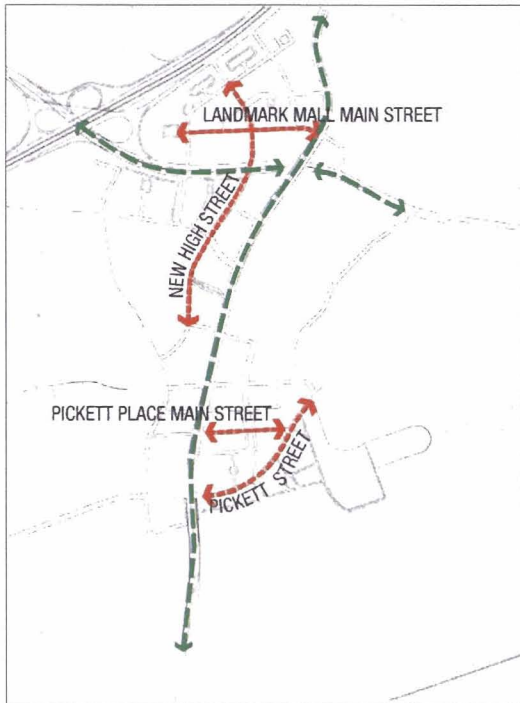 LANDMARK MALL MAIN STREET
NEW HIGH STREET
PICKETT PLACE MAIN STREET
PICKETT STREET